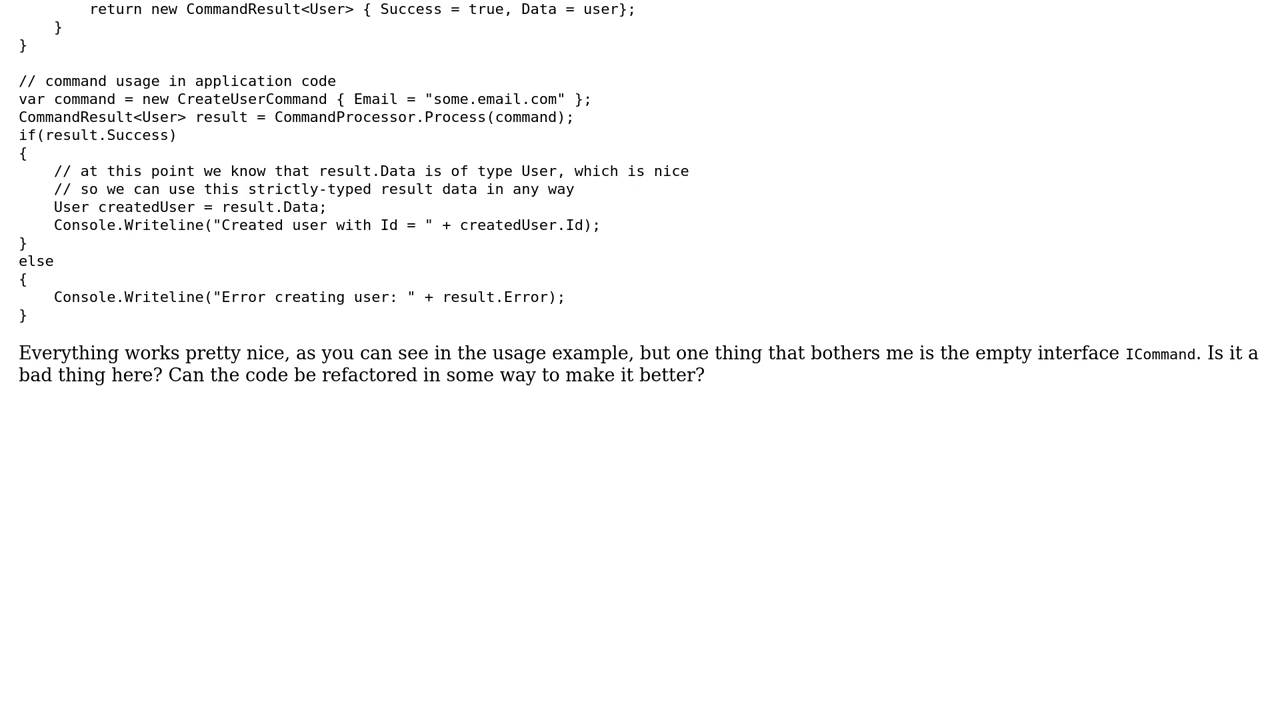 return new CommandResult<User> { Success = true, Data = user};
    }
}

// command usage in application code
var command = new CreateUserCommand { Email = "some.email.com" };
CommandResult<User> result = CommandProcessor.Process(command);
if(result.Success)
{
    // at this point we know that result.Data is of type User, which is nice
    // so we can use this strictly-typed result data in any way
    User createdUser = result.Data;
    Console.Writeline("Created user with Id = " + createdUser.Id);
}
else
{
    Console.Writeline("Error creating user: " + result.Error);
}

Everything works pretty nice, as you can see in the usage example, but one thing that bothers me is the empty interface ICommand. Is it a
bad thing here? Can the code be refactored in some way to make it better?